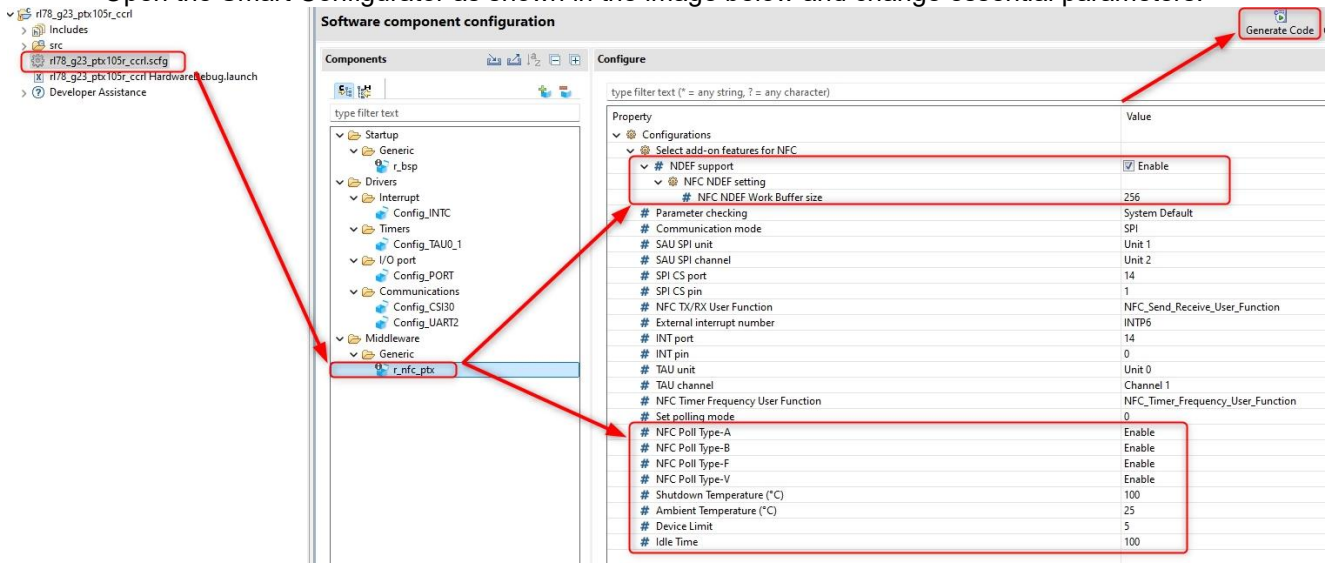 Open the Smart Configurator as shown in the image below and change essential parameters.
rl78_g23_ptx105r_ccrl
Includes
src
rl78_g23_ptx105r_ccrl.scfg
rl78_g23_ptx105r_ccrl HardwareDebug.launch
Developer Assistance
Software component configuration
Generate Code
Components
type filter text
Startup
Generic
r_bsp
Drivers
Interrupt
Config_INTC
Timers
Config_TAU0_1
I/O port
Config_PORT
Communications
Config_CSI30
Config_UART2
Middleware
Generic
r_nfc_ptx
Configure
type filter text (* = any string, ? = any character)
Property Value
Configurations
Select add-on features for NFC
# NDEF support Enable
NFC NDEF setting
# NFC NDEF Work Buffer size 256
# Parameter checking System Default
# Communication mode SPI
# SAU SPI unit Unit 1
# SAU SPI channel Unit 2
# SPI CS port 14
# SPI CS pin 1
# NFC TX/RX User Function NFC_Send_Receive_User_Function
# External interrupt number INTP6
# INT port 14
# INT pin 0
# TAU unit Unit 0
# TAU channel Channel 1
# NFC Timer Frequency User Function NFC_Timer_Frequency_User_Function
# Set polling mode 0
# NFC Poll Type-A Enable
# NFC Poll Type-B Enable
# NFC Poll Type-F Enable
# NFC Poll Type-V Enable
# Shutdown Temperature (°C) 100
# Ambient Temperature (°C) 25
# Device Limit 5
# Idle Time 100